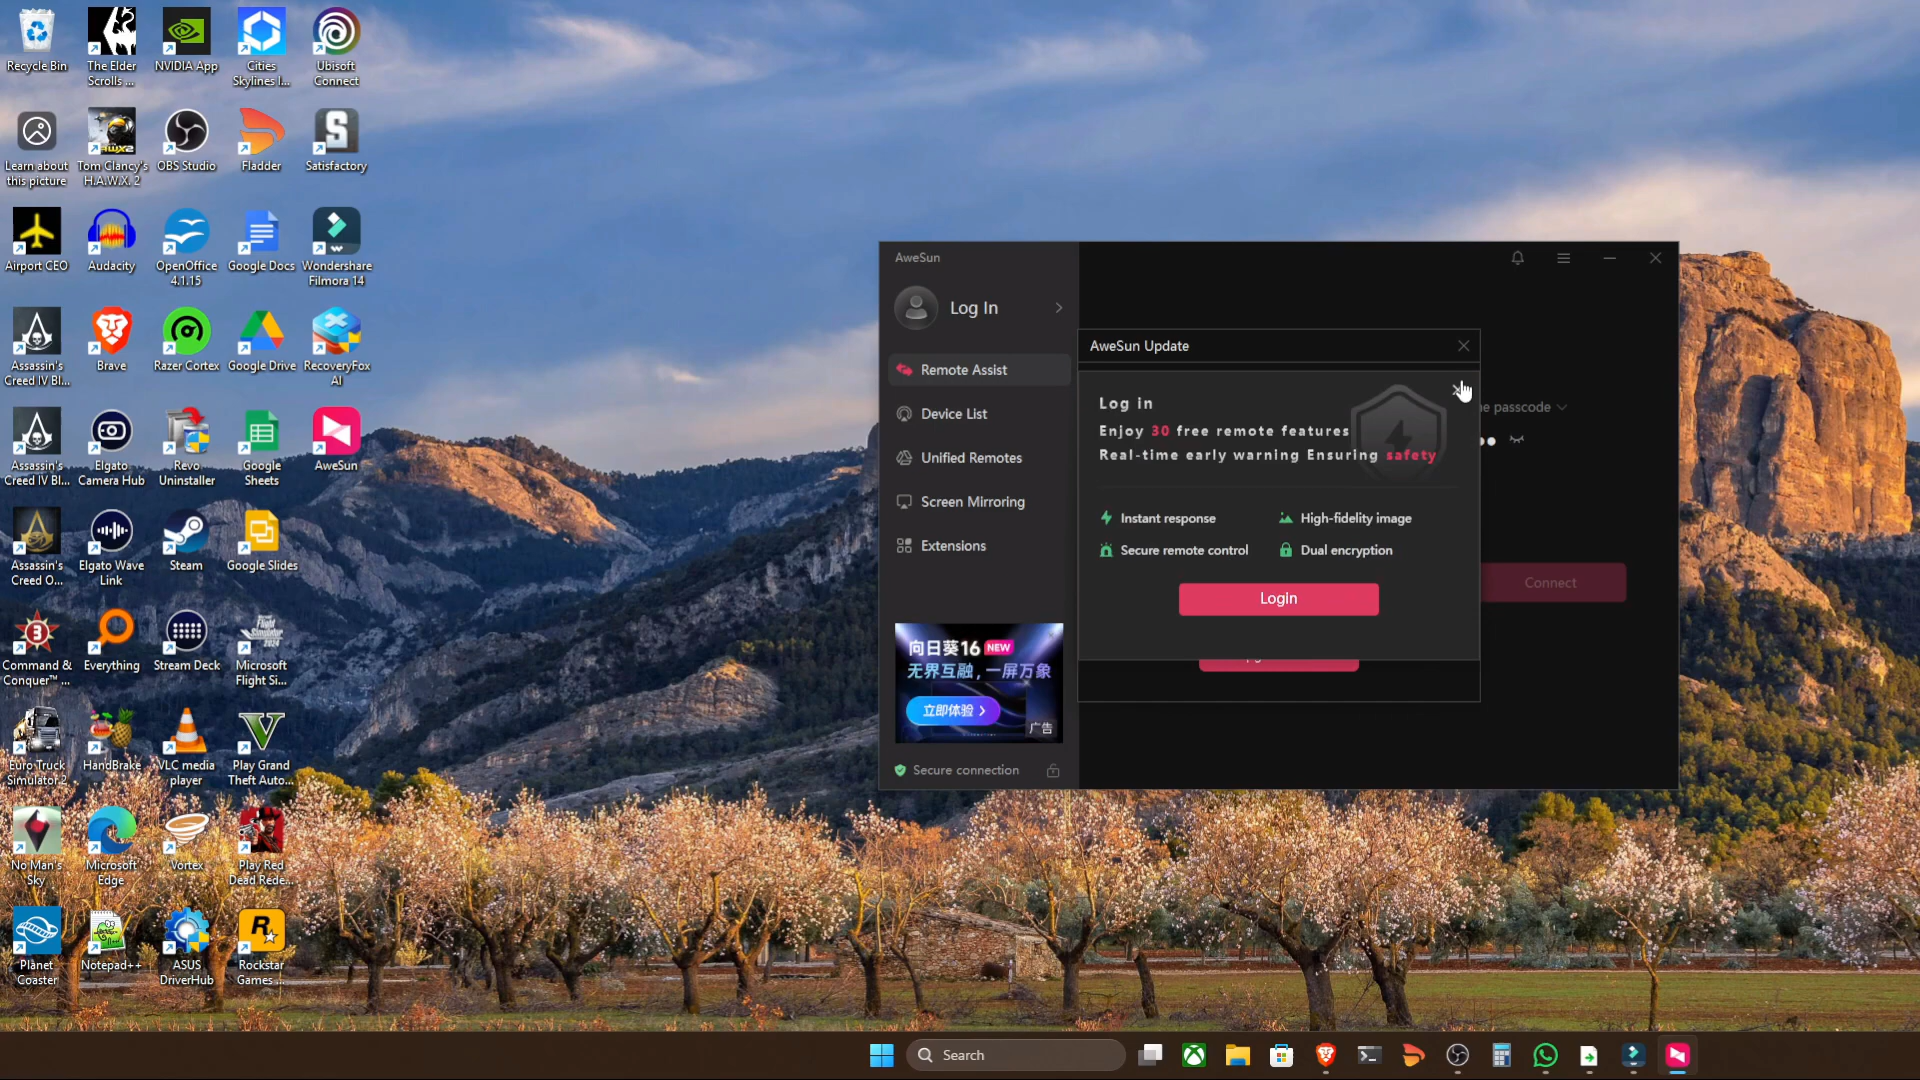 Recycle Bin
The Elder
Scrolls ...
NVIDIA App
Cities
Skylines I...
Ubisoft
Connect
Learn about
this picture
Tom Clancy's
H.A.W.X. 2
OBS Studio
Fladder
Satisfactory
Airport CEO
Audacity
OpenOffice
4.1.15
Google Docs
Wondershare
Filmora 14
Assassin's
Creed IV Bl...
Brave
Razer Cortex
Google Drive
RecoveryFox
AI
Assassin's
Creed IV Bl...
Elgato
Camera Hub
Revo
Uninstaller
Google
Sheets
AweSun
Assassin's
Creed O...
Elgato Wave
Link
Steam
Google Slides
Command &
Conquer™ ...
Everything
Stream Deck
Microsoft
Flight Si...
Euro Truck
Simulator 2
HandBrake
VLC media
player
Play Grand
Theft Auto...
No Man's
Sky
Microsoft
Edge
Vortex
Play Red
Dead Rede...
Planet
Coaster
Notepad++
ASUS
DriverHub
Rockstar
Games ...
AweSun
Log In
Remote Assist
Device List
Unified Remotes
Screen Mirroring
Extensions
向日葵16 NEW
无界互融，一屏万象
立即体验
广告
Secure connection
AweSun Update
Log in
Enjoy 30 free remote features
Real-time early warning Ensuring safety
Instant response
High-fidelity image
Secure remote control
Dual encryption
LogIn
passcode
Connect
Search